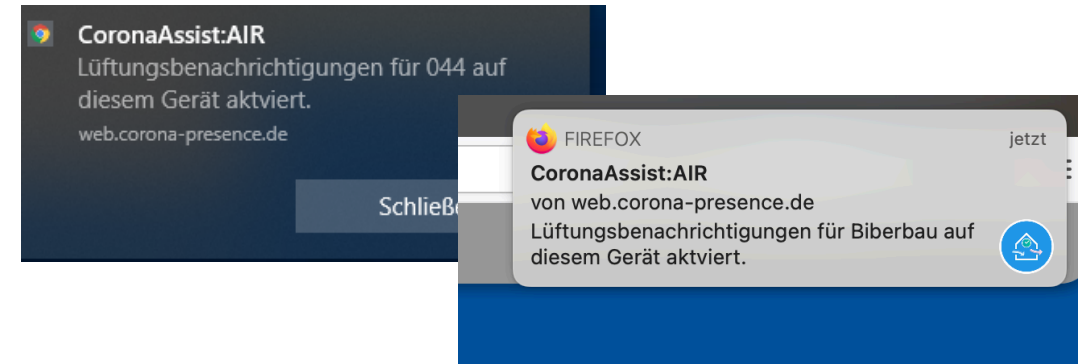 CoronaAssist:AIR
Lüftungsbenachrichtigungen für 044 auf
diesem Gerät aktviert.
web.corona-presence.de
Schließe
FIREFOX jetzt
CoronaAssist:AIR
von web.corona-presence.de
Lüftungsbenachrichtigungen für Biberbau auf
diesem Gerät aktviert.